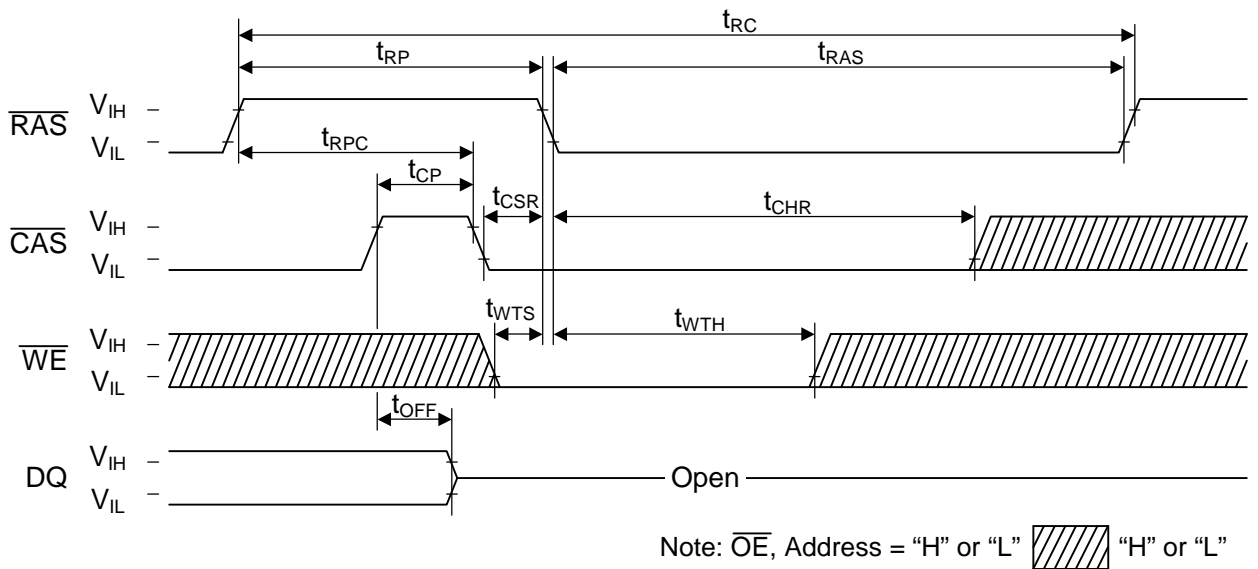 tRC
tRP
tRAS
RAS
VIH
VIL
tRPC
tCP
tCSR
tCHR
CAS
VIH
VIL
tWTS
tWTH
WE
VIH
VIL
tOFF
DQ
VIH
VIL
Open
Note: OE, Address = “H” or “L” “H” or “L”